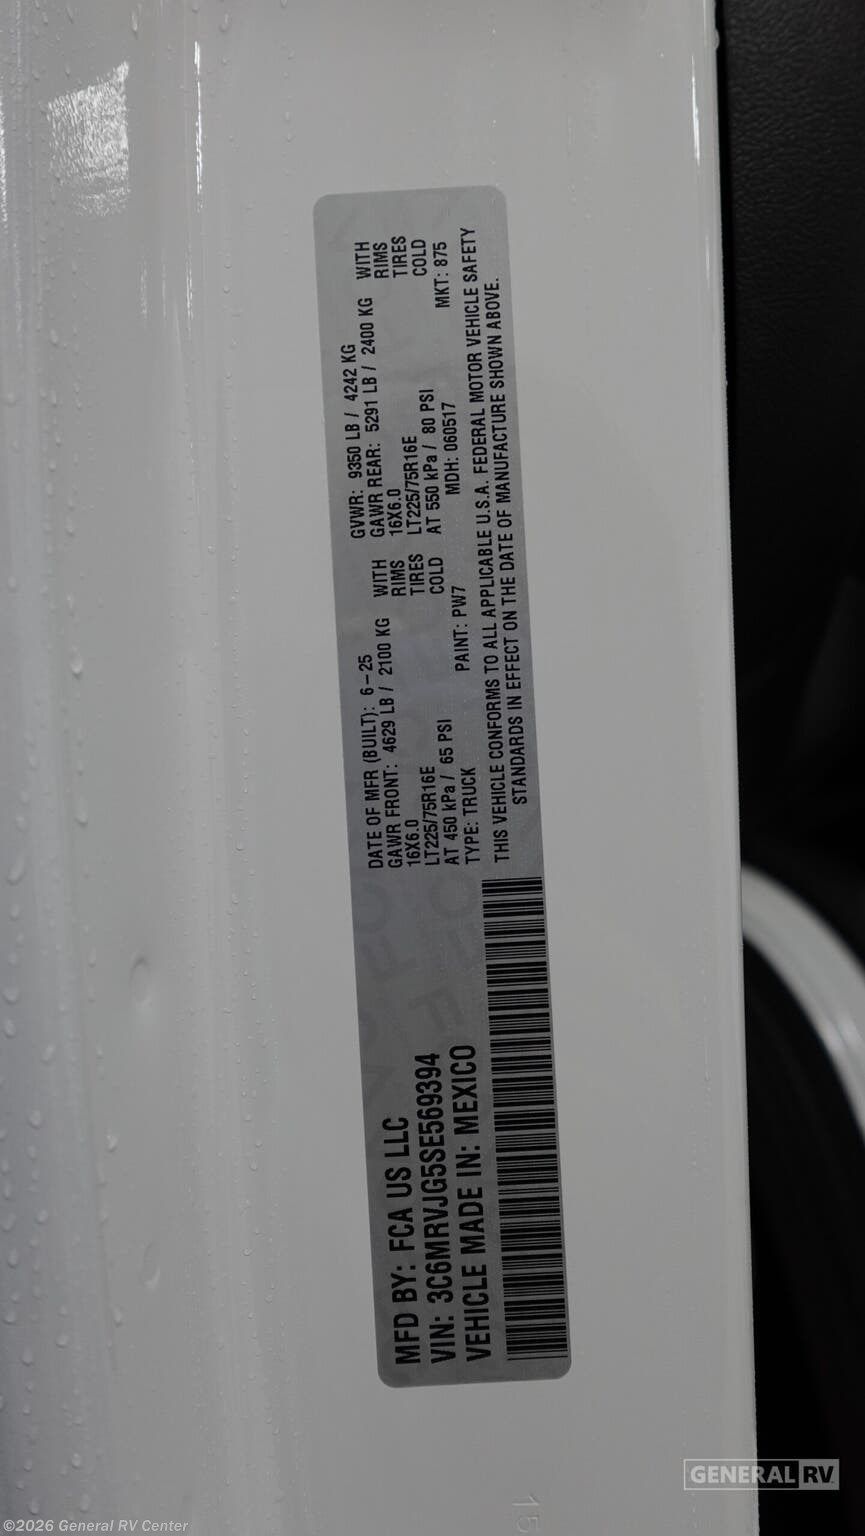 MFD BY: FCA US LLC
VIN: 3C6MRVJG5SE569394
VEHICLE MADE IN: MEXICO
DATE OF MFR (BUILT): 6-25
GAWR FRONT: 4629 LB / 2100 KG WITH
16X6.0 RIMS
LT225/75R16E TIRES
AT 450 kPa / 65 PSI COLD
TYPE: TRUCK PAINT: PW7
GVWR: 9350 LB / 4242 KG
GAWR REAR: 5291 LB / 2400 KG WITH
16X6.0 RIMS
LT225/75R16E TIRES
AT 550 kPa / 80 PSI COLD
MDH: 060517 MKT: 875
THIS VEHICLE CONFORMS TO ALL APPLICABLE U.S.A. FEDERAL MOTOR VEHICLE SAFETY
STANDARDS IN EFFECT ON THE DATE OF MANUFACTURE SHOWN ABOVE.
15
GENERAL RV
©2026 General RV Center